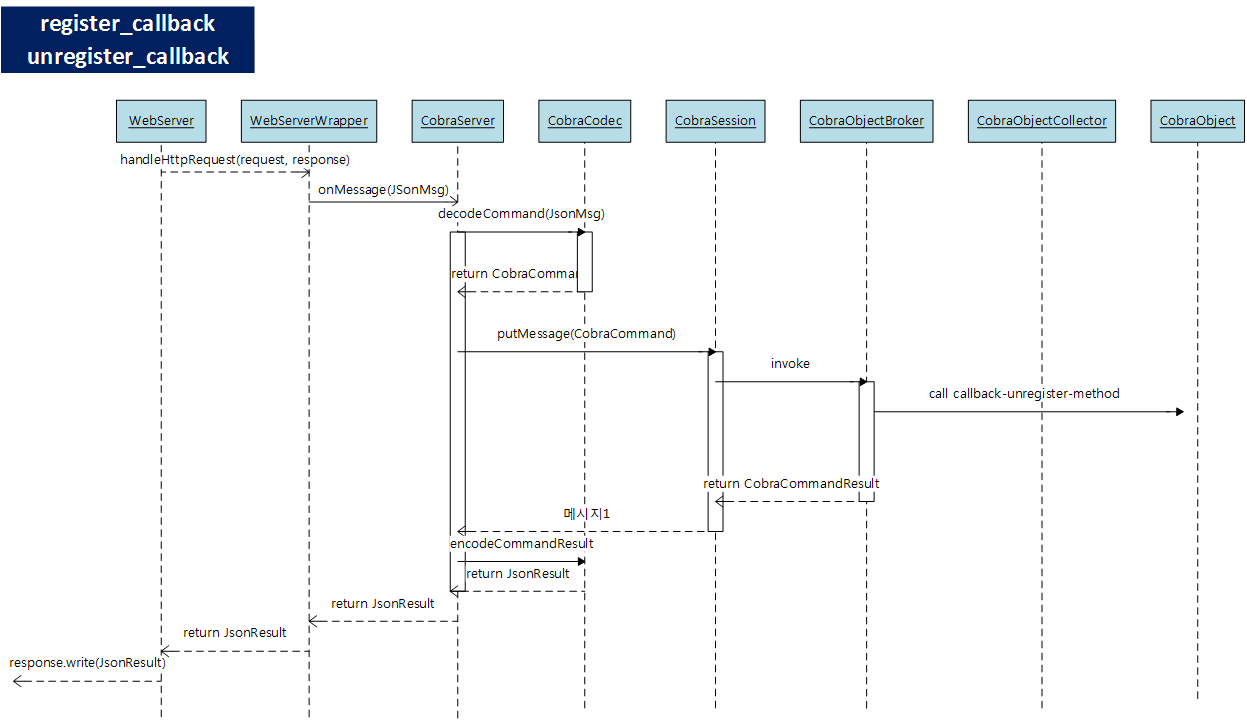 register_callback
unregister_callback
WebServer
WebServerWrapper
CobraServer
CobraCodec
CobraSession
CobraObjectBroker
CobraObjectCollector
CobraObject
handleHttpRequest(request, response)
onMessage(JSonMsg)
decodeCommand(JsonMsg)
return CobraComman
putMessage(CobraCommand)
invoke
call callback-unregister-method
return CobraCommandResult
메시지1
encodeCommandResult
return JsonResult
return JsonResult
return JsonResult
response.write(JsonResult)